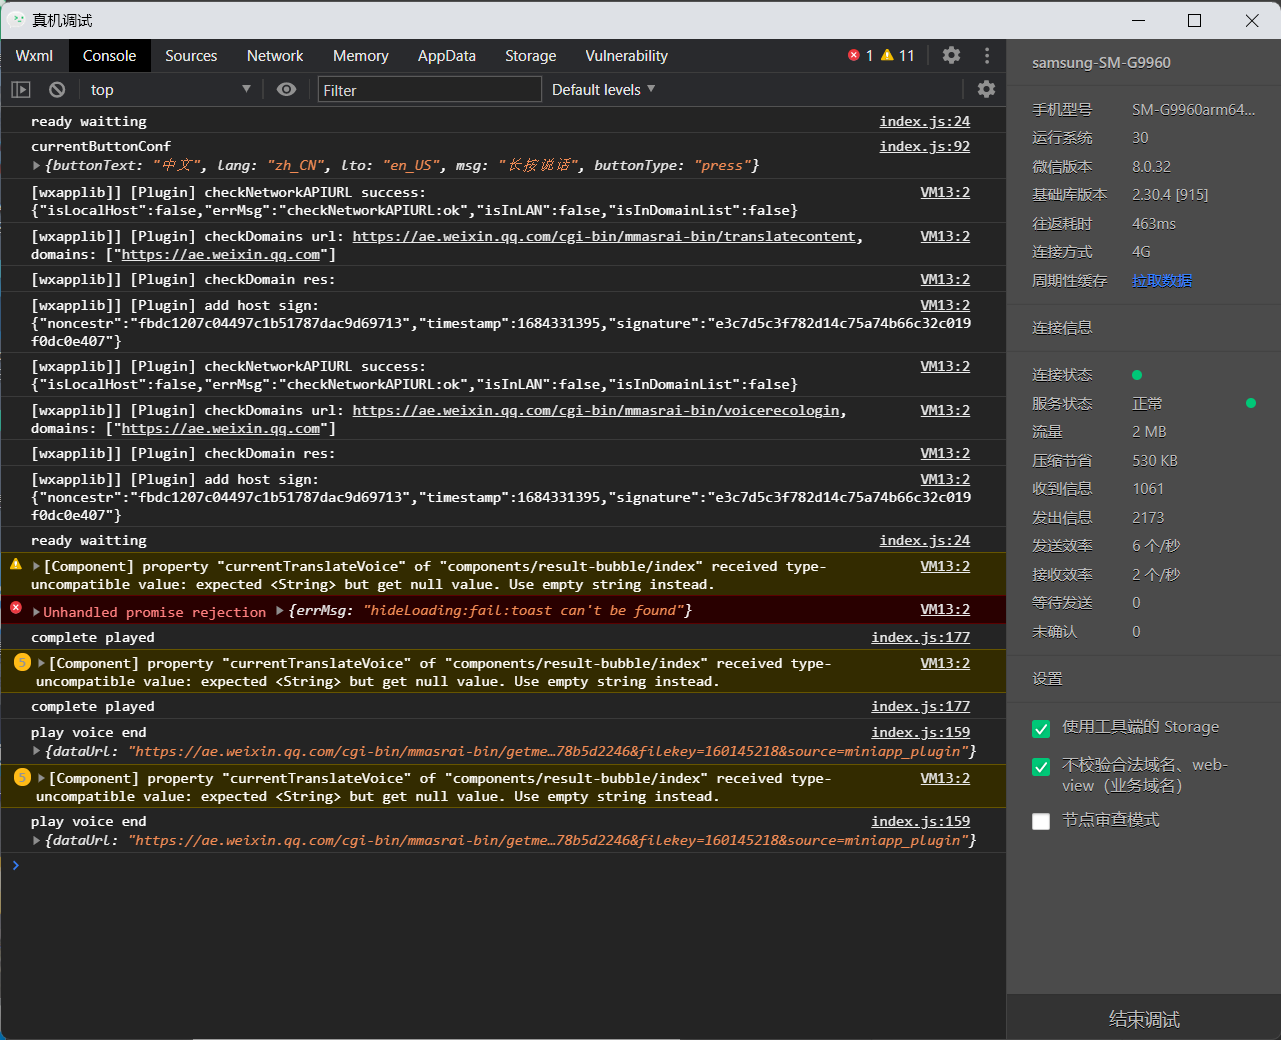 真机调试
Wxml Console Sources Network Memory AppData Storage Vulnerability 1 11
top Filter Default levels
ready waitting index.js:24
currentButtonConf index.js:92
{buttonText: "中文", lang: "zh_CN", lto: "en_US", msg: "长按说话", buttonType: "press"}
[wxapplib]] [Plugin] checkNetworkAPIURL success: VM13:2
{"isLocalHost":false,"errMsg":"checkNetworkAPIURL:ok","isInLAN":false,"isInDomainList":false}
[wxapplib]] [Plugin] checkDomains url: https://ae.weixin.qq.com/cgi-bin/mmasrai-bin/translatecontent, VM13:2
domains: ["https://ae.weixin.qq.com"]
[wxapplib]] [Plugin] checkDomain res: VM13:2
[wxapplib]] [Plugin] add host sign: VM13:2
{"noncestr":"fbdc1207c04497c1b51787dac9d69713","timestamp":1684331395,"signature":"e3c7d5c3f782d14c75a74b66c32c019
f0dc0e407"}
[wxapplib]] [Plugin] checkNetworkAPIURL success: VM13:2
{"isLocalHost":false,"errMsg":"checkNetworkAPIURL:ok","isInLAN":false,"isInDomainList":false}
[wxapplib]] [Plugin] checkDomains url: https://ae.weixin.qq.com/cgi-bin/mmasrai-bin/voicerecologin, VM13:2
domains: ["https://ae.weixin.qq.com"]
[wxapplib]] [Plugin] checkDomain res: VM13:2
[wxapplib]] [Plugin] add host sign: VM13:2
{"noncestr":"fbdc1207c04497c1b51787dac9d69713","timestamp":1684331395,"signature":"e3c7d5c3f782d14c75a74b66c32c019
f0dc0e407"}
ready waitting index.js:24
[Component] property "currentTranslateVoice" of "components/result-bubble/index" received type- VM13:2
uncompatible value: expected <String> but get null value. Use empty string instead.
Unhandled promise rejection {errMsg: "hideLoading:fail:toast can't be found"} VM13:2
complete played index.js:177
5 [Component] property "currentTranslateVoice" of "components/result-bubble/index" received type- VM13:2
uncompatible value: expected <String> but get null value. Use empty string instead.
complete played index.js:177
play voice end index.js:159
{dataUrl: "https://ae.weixin.qq.com/cgi-bin/mmasrai-bin/getme…78b5d2246&filekey=160145218&source=miniapp_plugin"}
5 [Component] property "currentTranslateVoice" of "components/result-bubble/index" received type- VM13:2
uncompatible value: expected <String> but get null value. Use empty string instead.
play voice end index.js:159
{dataUrl: "https://ae.weixin.qq.com/cgi-bin/mmasrai-bin/getme…78b5d2246&filekey=160145218&source=miniapp_plugin"}
samsung-SM-G9960
手机型号 SM-G9960arm64...
运行系统 30
微信版本 8.0.32
基础库版本 2.30.4 [915]
往返耗时 463ms
连接方式 4G
周期性缓存 拉取数据
连接信息
连接状态
服务状态 正常
流量 2 MB
压缩节省 530 KB
收到信息 1061
发出信息 2173
发送效率 6 个/秒
接收效率 2 个/秒
等待发送 0
未确认 0
设置
使用工具端的 Storage
不校验合法域名、web-
view（业务域名）
节点审查模式
结束调试